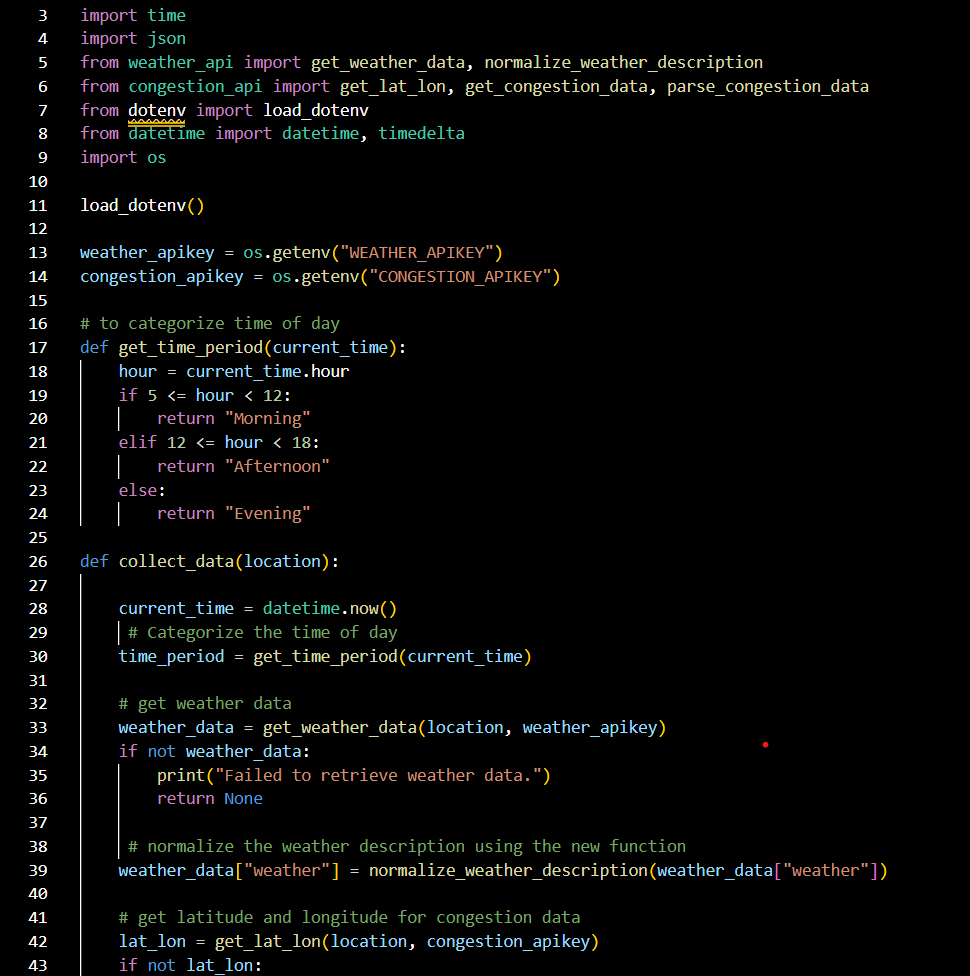 3 import time
4 import json
5 from weather_api import get_weather_data, normalize_weather_description
6 from congestion_api import get_lat_lon, get_congestion_data, parse_congestion_data
7 from dotenv import load_dotenv
8 from datetime import datetime, timedelta
9 import os
10
11 load_dotenv()
12
13 weather_apikey = os.getenv("WEATHER_APIKEY")
14 congestion_apikey = os.getenv("CONGESTION_APIKEY")
15
16 # to categorize time of day
17 def get_time_period(current_time):
18     hour = current_time.hour
19     if 5 <= hour < 12:
20         return "Morning"
21     elif 12 <= hour < 18:
22         return "Afternoon"
23     else:
24         return "Evening"
25
26 def collect_data(location):
27
28     current_time = datetime.now()
29      # Categorize the time of day
30     time_period = get_time_period(current_time)
31
32     # get weather data
33     weather_data = get_weather_data(location, weather_apikey)
34     if not weather_data:
35         print("Failed to retrieve weather data.")
36         return None
37
38      # normalize the weather description using the new function
39     weather_data["weather"] = normalize_weather_description(weather_data["weather"])
40
41     # get latitude and longitude for congestion data
42     lat_lon = get_lat_lon(location, congestion_apikey)
43     if not lat_lon: